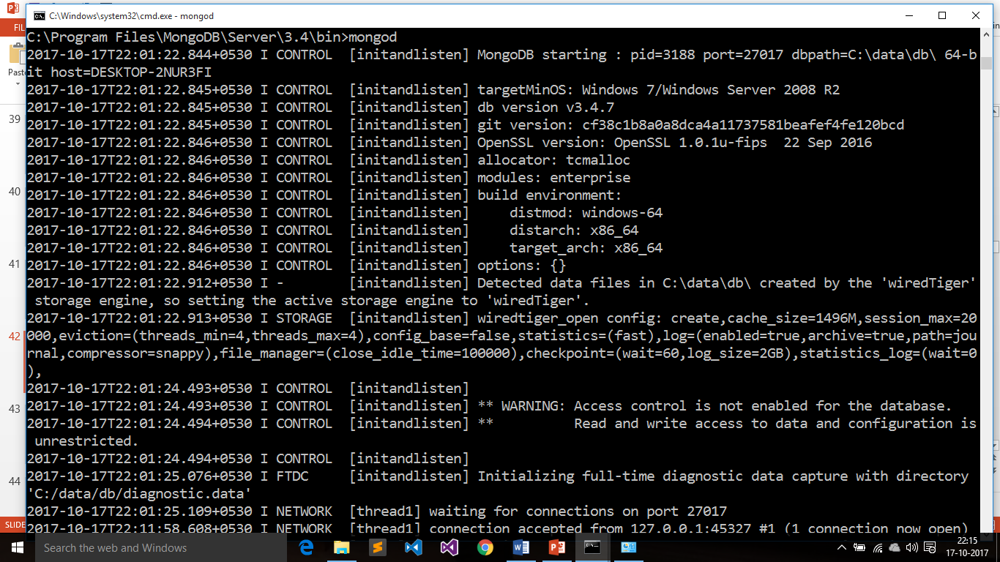 C:\Windows\system32\cmd.exe - mongod
FIL
Paste
39
40
41
42
43
44
SLIDE
C:\Program Files\MongoDB\Server\3.4\bin>mongod
2017-10-17T22:01:22.844+0530 I CONTROL  [initandlisten] MongoDB starting : pid=3188 port=27017 dbpath=C:\data\db\ 64-b
it host=DESKTOP-2NUR3FI
2017-10-17T22:01:22.845+0530 I CONTROL  [initandlisten] targetMinOS: Windows 7/Windows Server 2008 R2
2017-10-17T22:01:22.845+0530 I CONTROL  [initandlisten] db version v3.4.7
2017-10-17T22:01:22.845+0530 I CONTROL  [initandlisten] git version: cf38c1b8a0a8dca4a11737581beafef4fe120bcd
2017-10-17T22:01:22.846+0530 I CONTROL  [initandlisten] OpenSSL version: OpenSSL 1.0.1u-fips  22 Sep 2016
2017-10-17T22:01:22.846+0530 I CONTROL  [initandlisten] allocator: tcmalloc
2017-10-17T22:01:22.846+0530 I CONTROL  [initandlisten] modules: enterprise
2017-10-17T22:01:22.846+0530 I CONTROL  [initandlisten] build environment:
2017-10-17T22:01:22.846+0530 I CONTROL  [initandlisten]     distmod: windows-64
2017-10-17T22:01:22.846+0530 I CONTROL  [initandlisten]     distarch: x86_64
2017-10-17T22:01:22.846+0530 I CONTROL  [initandlisten]     target_arch: x86_64
2017-10-17T22:01:22.846+0530 I CONTROL  [initandlisten] options: {}
2017-10-17T22:01:22.912+0530 I -        [initandlisten] Detected data files in C:\data\db\ created by the 'wiredTiger'
 storage engine, so setting the active storage engine to 'wiredTiger'.
2017-10-17T22:01:22.913+0530 I STORAGE  [initandlisten] wiredtiger_open config: create,cache_size=1496M,session_max=20
000,eviction=(threads_min=4,threads_max=4),config_base=false,statistics=(fast),log=(enabled=true,archive=true,path=jou
rnal,compressor=snappy),file_manager=(close_idle_time=100000),checkpoint=(wait=60,log_size=2GB),statistics_log=(wait=0
),
2017-10-17T22:01:24.493+0530 I CONTROL  [initandlisten]
2017-10-17T22:01:24.493+0530 I CONTROL  [initandlisten] ** WARNING: Access control is not enabled for the database.
2017-10-17T22:01:24.494+0530 I CONTROL  [initandlisten] **          Read and write access to data and configuration is
 unrestricted.
2017-10-17T22:01:24.494+0530 I CONTROL  [initandlisten]
2017-10-17T22:01:25.076+0530 I FTDC     [initandlisten] Initializing full-time diagnostic data capture with directory
'C:/data/db/diagnostic.data'
2017-10-17T22:01:25.109+0530 I NETWORK  [thread1] waiting for connections on port 27017
2017-10-17T22:11:58.608+0530 I NETWORK  [thread1] connection accepted from 127.0.0.1:45327 #1 (1 connection now open)
Search the web and Windows
22:15
17-10-2017